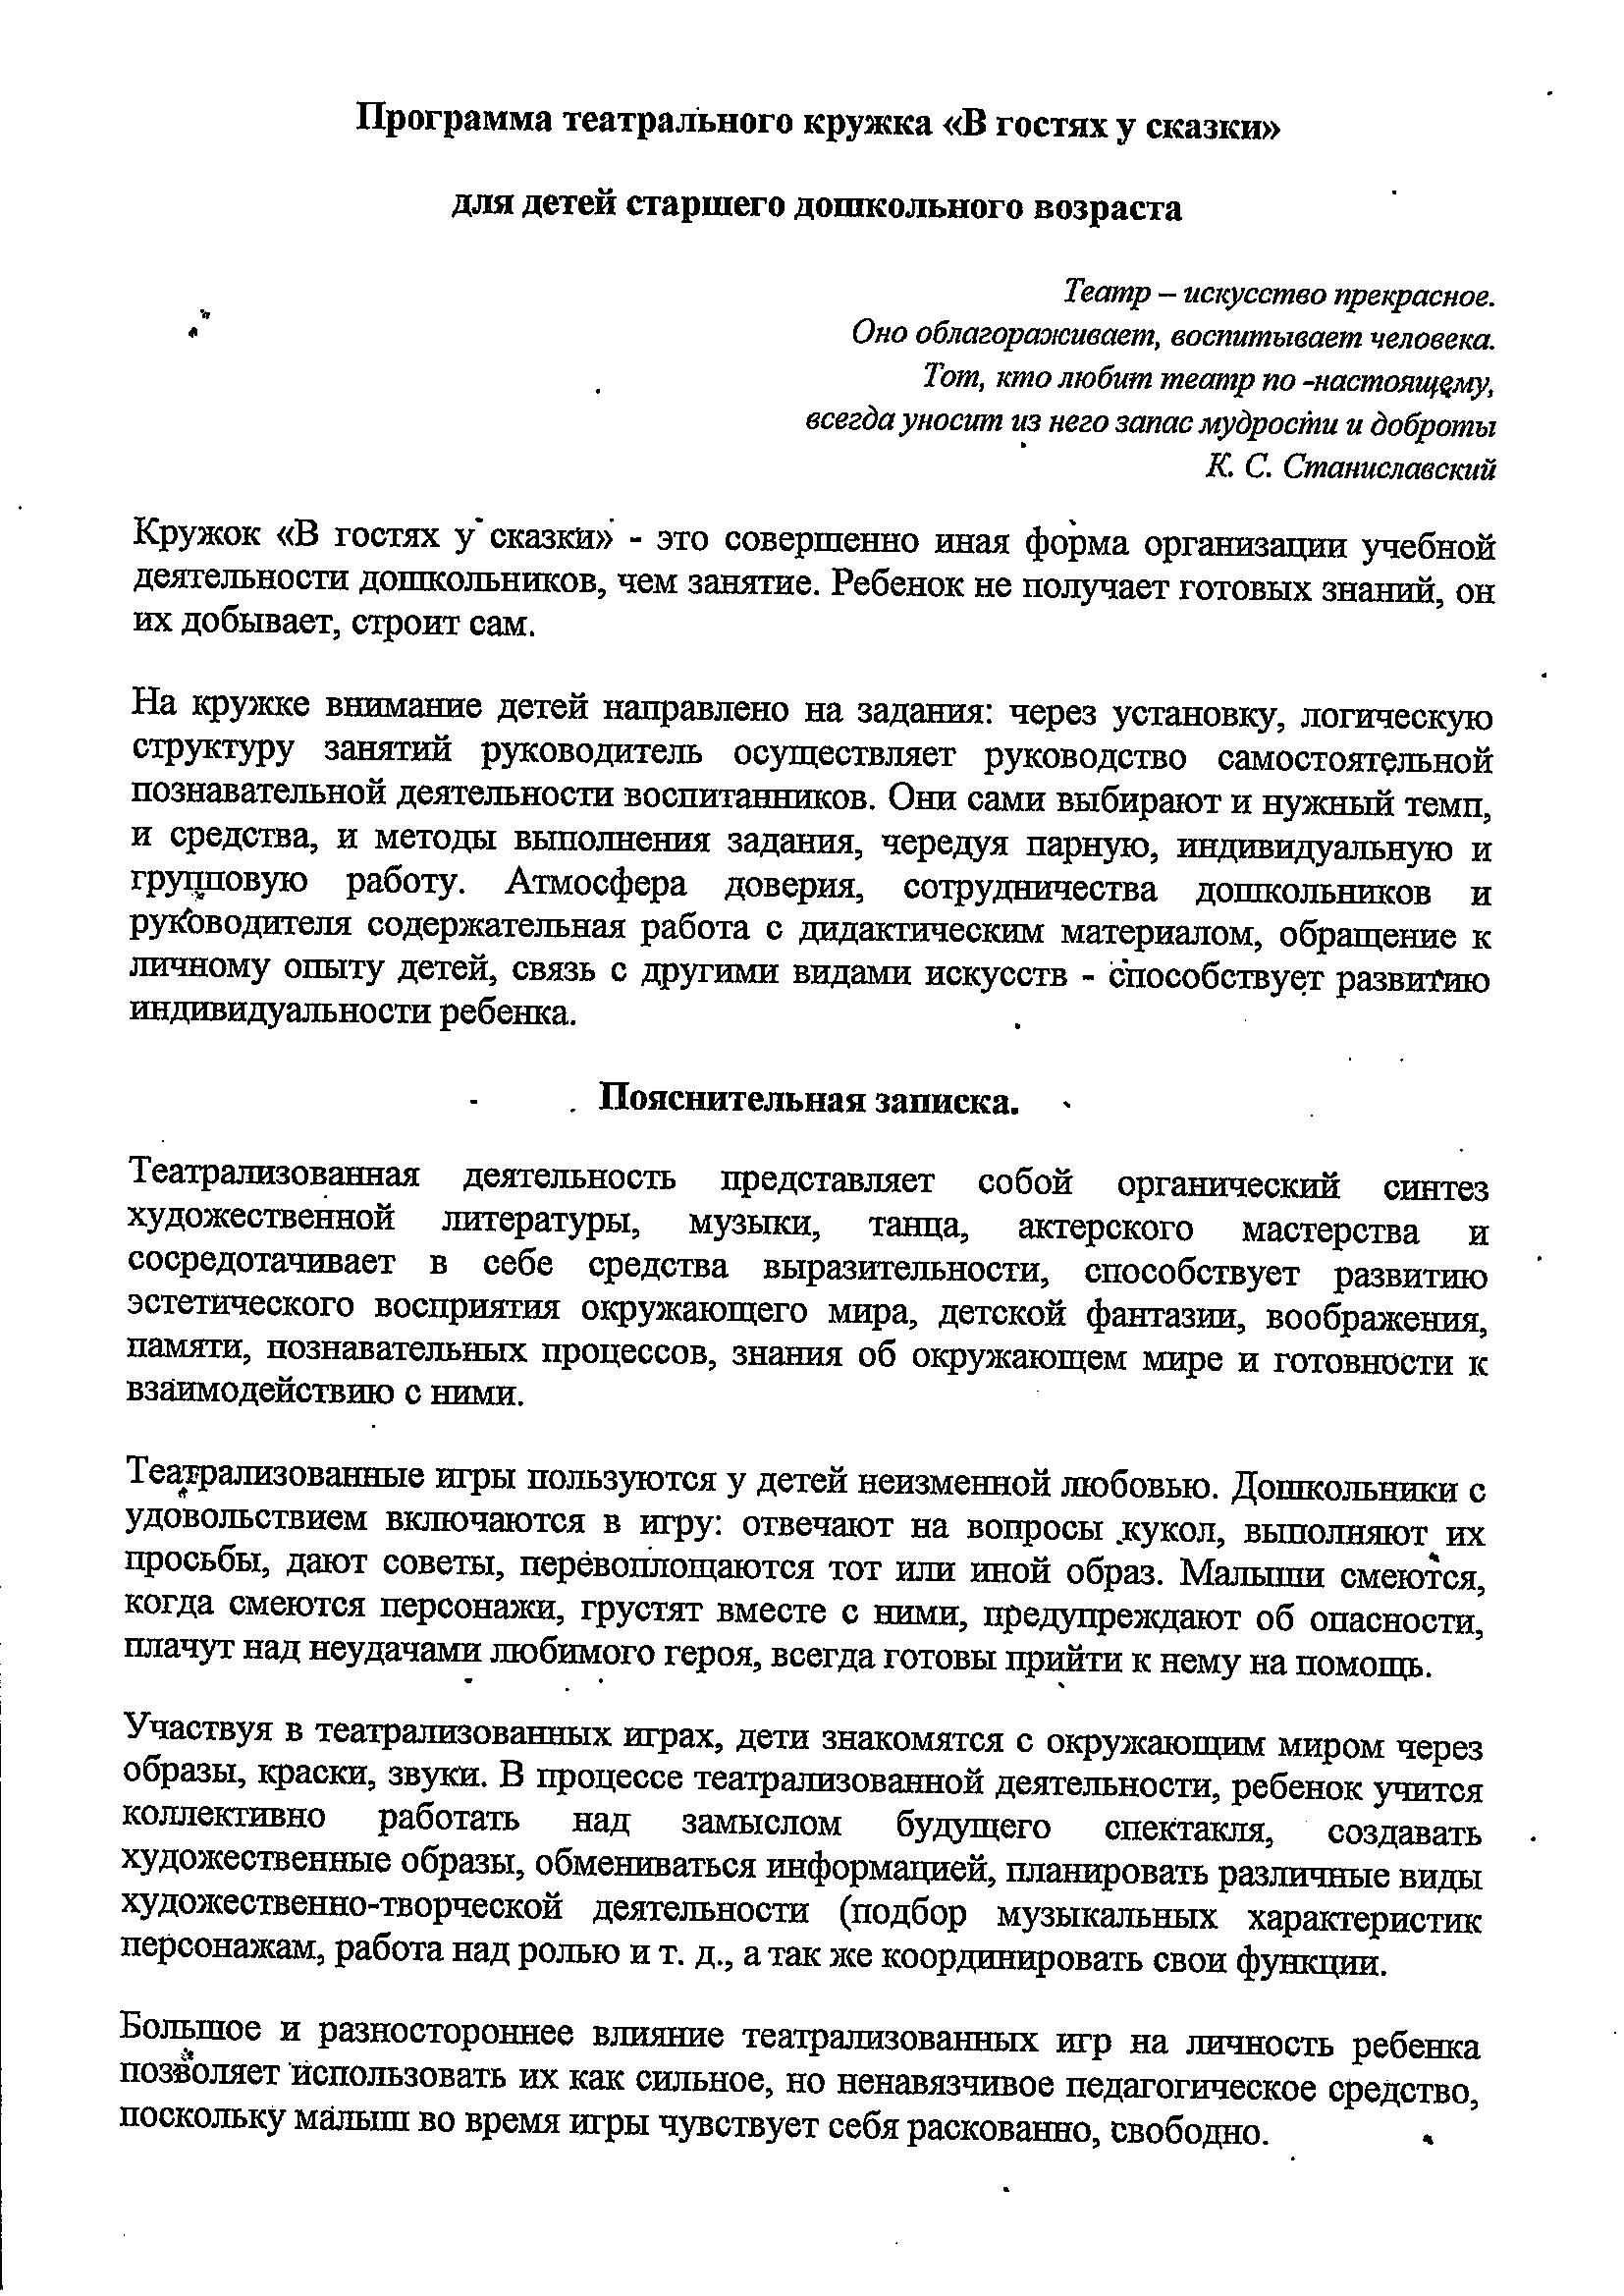 Программа театрального кружка «В гостях у сказки»
для детей старшего дошкольного возраста
Театр – искусство прекрасное.
Оно облагораживает, воспитывает человека.
Тот, кто любит театр по -настоящему,
всегда уносит из него запас мудрости и доброты
К. С. Станиславский
Кружок «В гостях у сказки» - это совершенно иная форма организации учебной
деятельности дошкольников, чем занятие. Ребенок не получает готовых знаний, он
их добывает, строит сам.
На кружке внимание детей направлено на задания: через установку, логическую
структуру занятий руководитель осуществляет руководство самостоятельной
познавательной деятельности воспитанников. Они сами выбирают и нужный темп,
и средства, и методы выполнения задания, чередуя парную, индивидуальную и
групповую работу. Атмосфера доверия, сотрудничества дошкольников и
руководителя содержательная работа с дидактическим материалом, обращение к
личному опыту детей, связь с другими видами искусств - способствует развитию
индивидуальности ребенка.
Пояснительная записка.
Театрализованная деятельность представляет собой органический синтез
художественной литературы, музыки, танца, актерского мастерства и
сосредотачивает в себе средства выразительности, способствует развитию
эстетического восприятия окружающего мира, детской фантазии, воображения,
памяти, познавательных процессов, знания об окружающем мире и готовности к
взаимодействию с ними.
Театрализованные игры пользуются у детей неизменной любовью. Дошкольники с
удовольствием включаются в игру: отвечают на вопросы кукол, выполняют их
просьбы, дают советы, перевоплощаются тот или иной образ. Малыши смеются,
когда смеются персонажи, грустят вместе с ними, предупреждают об опасности,
плачут над неудачами любимого героя, всегда готовы прийти к нему на помощь.
Участвуя в театрализованных играх, дети знакомятся с окружающим миром через
образы, краски, звуки. В процессе театрализованной деятельности, ребенок учится
коллективно работать над замыслом будущего спектакля, создавать
художественные образы, обмениваться информацией, планировать различные виды
художественно-творческой деятельности (подбор музыкальных характеристик
персонажам, работа над ролью и т. д., а так же координировать свои функции.
Большое и разностороннее влияние театрализованных игр на личность ребенка
позволяет использовать их как сильное, но ненавязчивое педагогическое средство,
поскольку малыш во время игры чувствует себя раскованно, свободно.